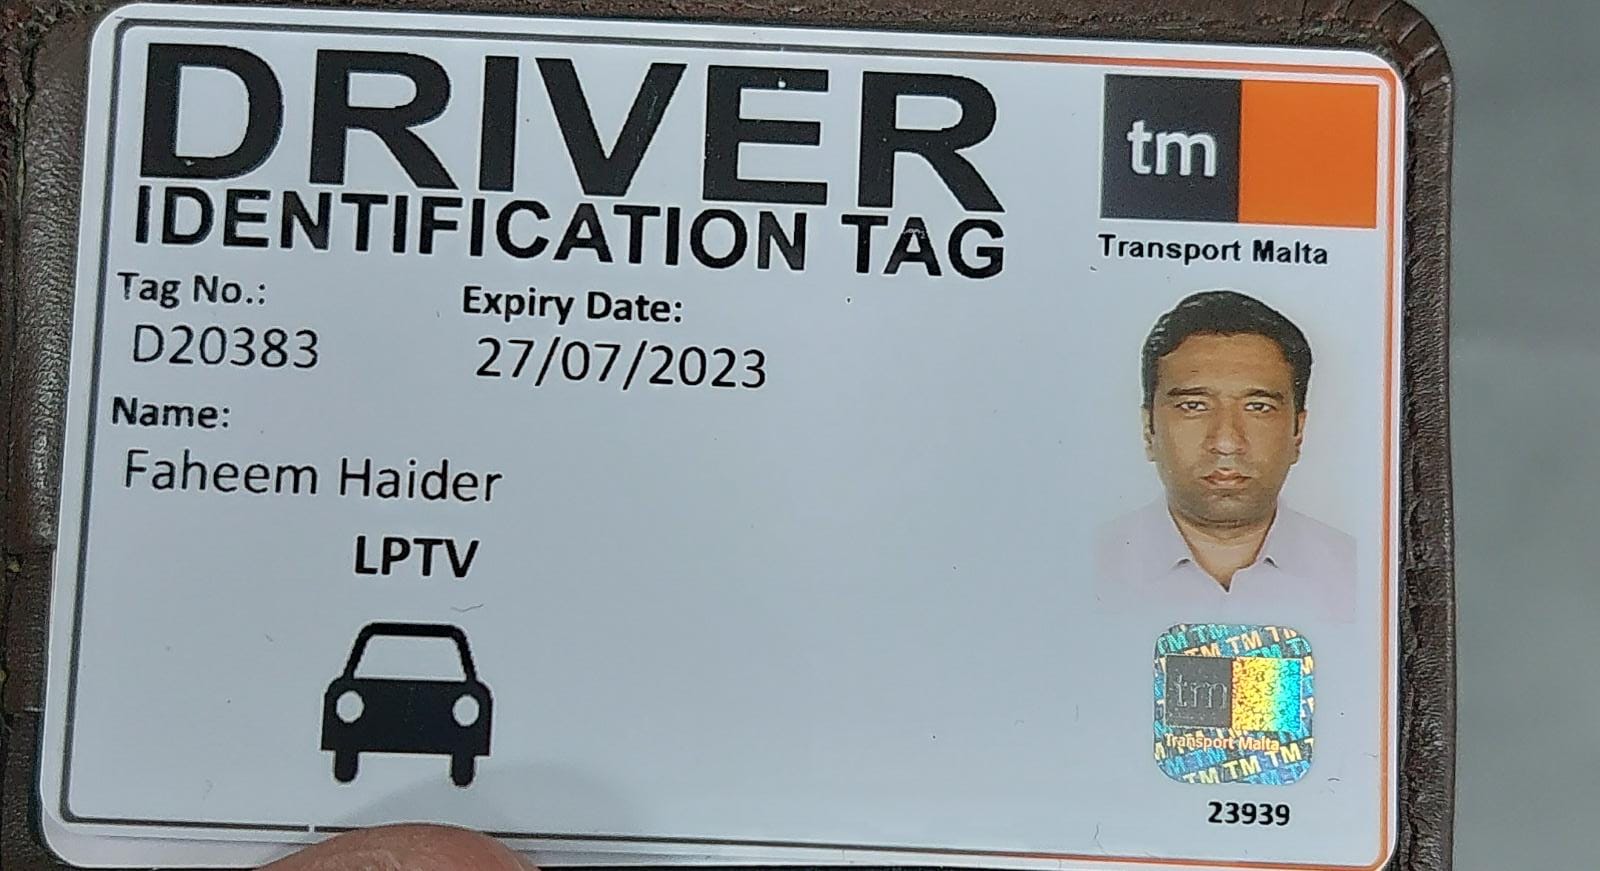 DRIVER
IDENTIFICATION TAG
tm
Transport Malta
Tag No.:
Expiry Date:
D20383
27/07/2023
Name:
Faheem Haider
LPTV
TM TM TM
tm
Transport Malta
TM TM TM
23939